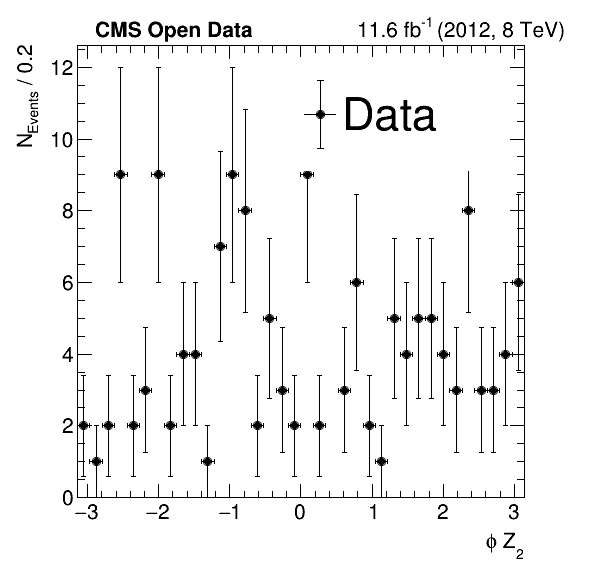 CMS Open Data 11.6 fb⁻¹ (2012, 8 TeV)
N_Events / 0.2
Data
12
10
8
6
4
2
0
−3 −2 −1 0 1 2 3
ϕ Z₂